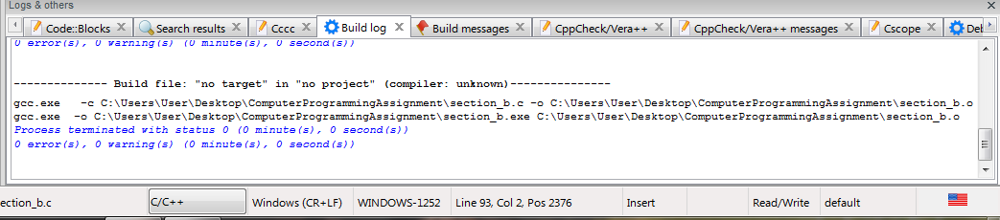 Logs & others
Code::Blocks Search results Cccc Build log Build messages CppCheck/Vera++ CppCheck/Vera++ messages Cscope Deb
0 error(s), 0 warning(s) (0 minute(s), 0 second(s))
-------------- Build file: "no target" in "no project" (compiler: unknown)---------------
gcc.exe -c C:\Users\User\Desktop\ComputerProgrammingAssignment\section_b.c -o C:\Users\User\Desktop\ComputerProgrammingAssignment\section_b.o
gcc.exe -o C:\Users\User\Desktop\ComputerProgrammingAssignment\section_b.exe C:\Users\User\Desktop\ComputerProgrammingAssignment\section_b.o
Process terminated with status 0 (0 minute(s), 0 second(s))
0 error(s), 0 warning(s) (0 minute(s), 0 second(s))
ection_b.c C/C++ Windows (CR+LF) WINDOWS-1252 Line 93, Col 2, Pos 2376 Insert Read/Write default